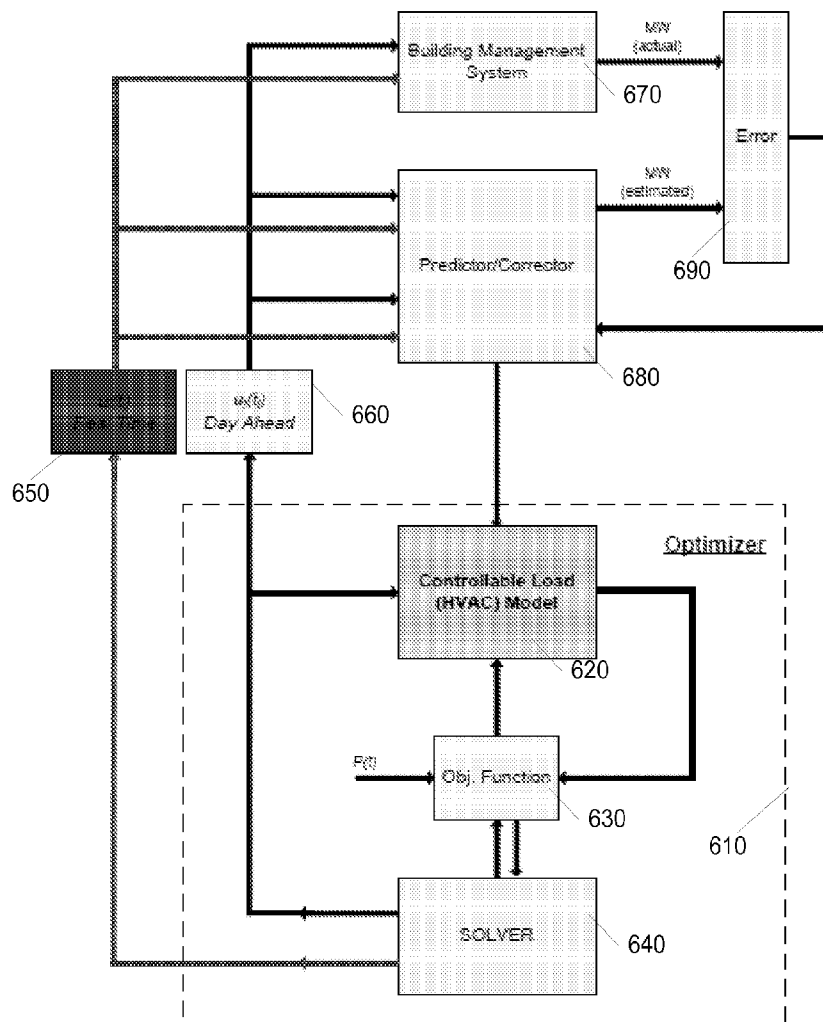 Building Management
System
670
MW
(actual)
Error
690
Predictor/Corrector
680
MW
(estimated)
650
Day Ahead
660
Optimizer
Controllable Load
(HVAC) Model
620
P(t)
Obj. Function
630
610
SOLVER
640